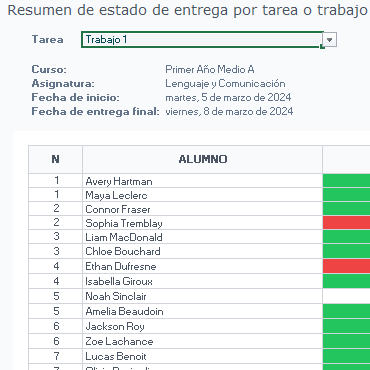 Resumen de estado de entrega por tarea o trabajo
Tarea Trabajo 1
Curso: Primer Año Medio A
Asignatura: Lenguaje y Comunicación
Fecha de inicio: martes, 5 de marzo de 2024
Fecha de entrega final: viernes, 8 de marzo de 2024
N ALUMNO
1 Avery Hartman
1 Maya Leclerc
2 Connor Fraser
2 Sophia Tremblay
3 Liam MacDonald
3 Chloe Bouchard
4 Ethan Dufresne
4 Isabella Giroux
5 Noah Sinclair
5 Amelia Beaudoin
6 Jackson Roy
6 Zoe Lachance
7 Lucas Benoit